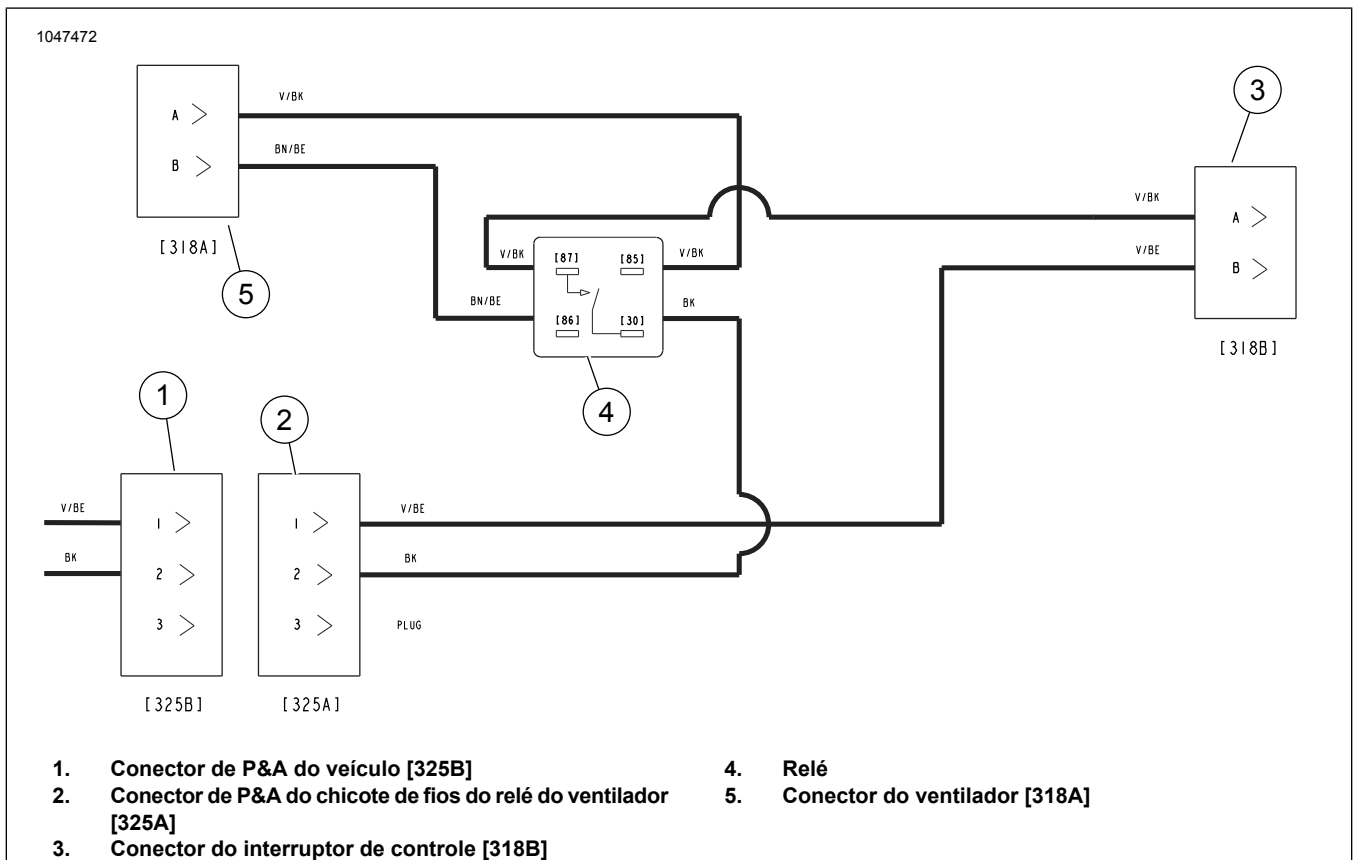 1047472
V/BK
A
BN/BE
B
[318A]
5
3
V/BK
A
V/BE
B
[318B]
V/BK
[87]
[85]
V/BK
BN/BE
[86]
[30]
BK
4
1
2
V/BE
1
BK
2
3
[325B]
1
V/BE
2
BK
3
PLUG
[325A]
1. Conector de P&A do veículo [325B]
2. Conector de P&A do chicote de fios do relé do ventilador
[325A]
3. Conector do interruptor de controle [318B]
4. Relé
5. Conector do ventilador [318A]